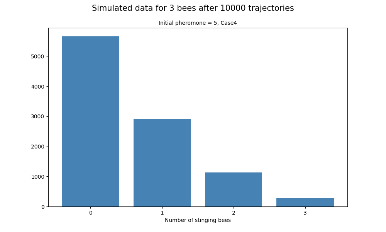 Simulated data for 3 bees after 10000 trajectories
Initial pheromone = 5, Case4
5000
4000
3000
2000
1000
0
0 1 2 3
Number of stinging bees